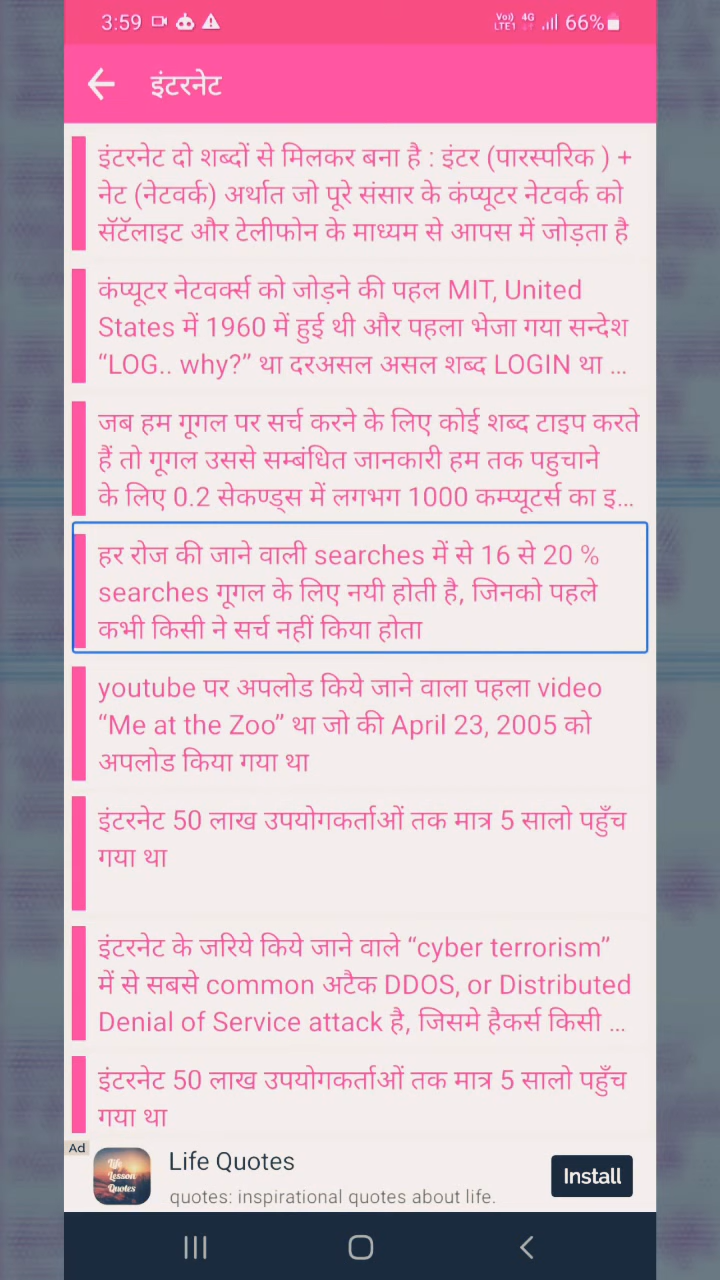 3:59
Vo)) 4G
LTE1
66%
इंटरनेट
इंटरनेट दो शब्दों से मिलकर बना है : इंटर (पारस्परिक ) +
नेट (नेटवर्क) अर्थात जो पूरे संसार के कंप्यूटर नेटवर्क को
सॅटॅलाइट और टेलीफोन के माध्यम से आपस में जोड़ता है
कंप्यूटर नेटवर्क्स को जोड़ने की पहल MIT, United
States में 1960 में हुई थी और पहला भेजा गया सन्देश
“LOG.. why?” था दरअसल असल शब्द LOGIN था ...
जब हम गूगल पर सर्च करने के लिए कोई शब्द टाइप करते
हैं तो गूगल उससे सम्बंधित जानकारी हम तक पहुचाने
के लिए 0.2 सेकण्ड्स में लगभग 1000 कम्प्यूटर्स का इ...
हर रोज की जाने वाली searches में से 16 से 20 %
searches गूगल के लिए नयी होती है, जिनको पहले
कभी किसी ने सर्च नहीं किया होता
youtube पर अपलोड किये जाने वाला पहला video
“Me at the Zoo” था जो की April 23, 2005 को
अपलोड किया गया था
इंटरनेट 50 लाख उपयोगकर्ताओं तक मात्र 5 सालो पहुँच
गया था
इंटरनेट के जरिये किये जाने वाले “cyber terrorism”
में से सबसे common अटैक DDOS, or Distributed
Denial of Service attack है, जिसमे हैकर्स किसी ...
इंटरनेट 50 लाख उपयोगकर्ताओं तक मात्र 5 सालो पहुँच
गया था
Ad
Life Lesson Quotes
Life Quotes
quotes: inspirational quotes about life.
Install